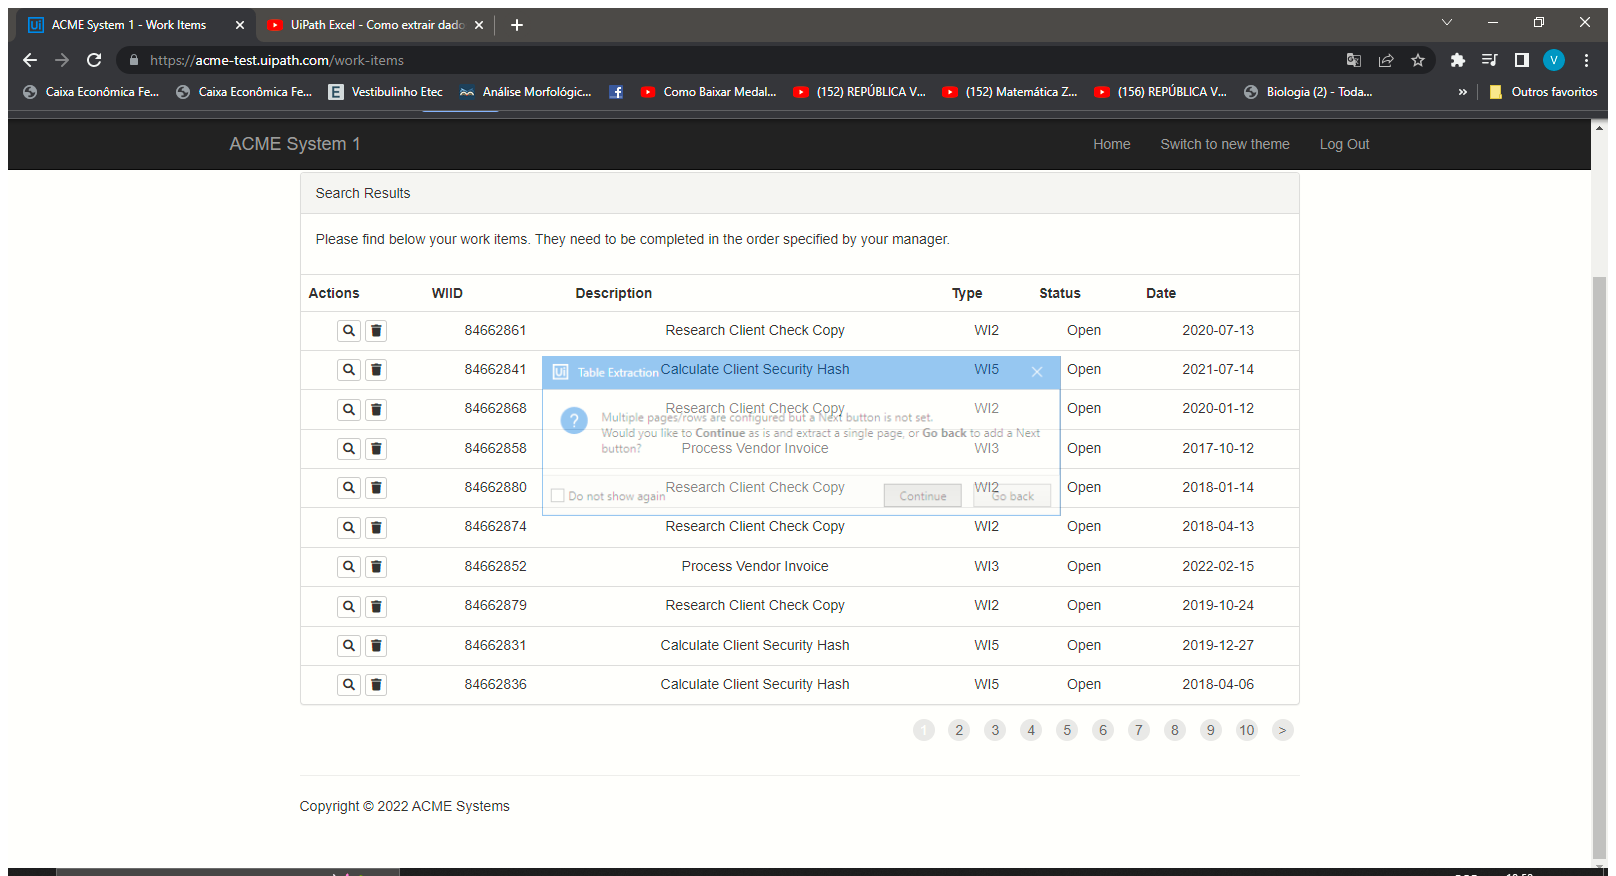 ACME System 1 - Work Items
UiPath Excel - Como extrair dado
https://acme-test.uipath.com/work-items
V
Caixa Econômica Fe...
Caixa Econômica Fe...
E Vestibulinho Etec
Análise Morfológic...
Como Baixar Medal...
(152) REPÚBLICA V...
(152) Matemática Z...
(156) REPÚBLICA V...
Biologia (2) - Toda...
»
Outros favoritos
ACME System 1
Home Switch to new theme Log Out
Search Results
Please find below your work items. They need to be completed in the order specified by your manager.
Actions WIID Description Type Status Date
84662861 Research Client Check Copy WI2 Open 2020-07-13
84662841 Calculate Client Security Hash WI5 Open 2021-07-14
84662868 Research Client Check Copy WI2 Open 2020-01-12
84662858 Process Vendor Invoice WI3 Open 2017-10-12
84662880 Research Client Check Copy WI2 Open 2018-01-14
84662874 Research Client Check Copy WI2 Open 2018-04-13
84662852 Process Vendor Invoice WI3 Open 2022-02-15
84662879 Research Client Check Copy WI2 Open 2019-10-24
84662831 Calculate Client Security Hash WI5 Open 2019-12-27
84662836 Calculate Client Security Hash WI5 Open 2018-04-06
Ui Table Extraction
Multiple pages/rows are configured but a Next button is not set.
Would you like to Continue as is and extract a single page, or Go back to add a Next
button?
Do not show again
Continue Go back
1 2 3 4 5 6 7 8 9 10 >
Copyright © 2022 ACME Systems